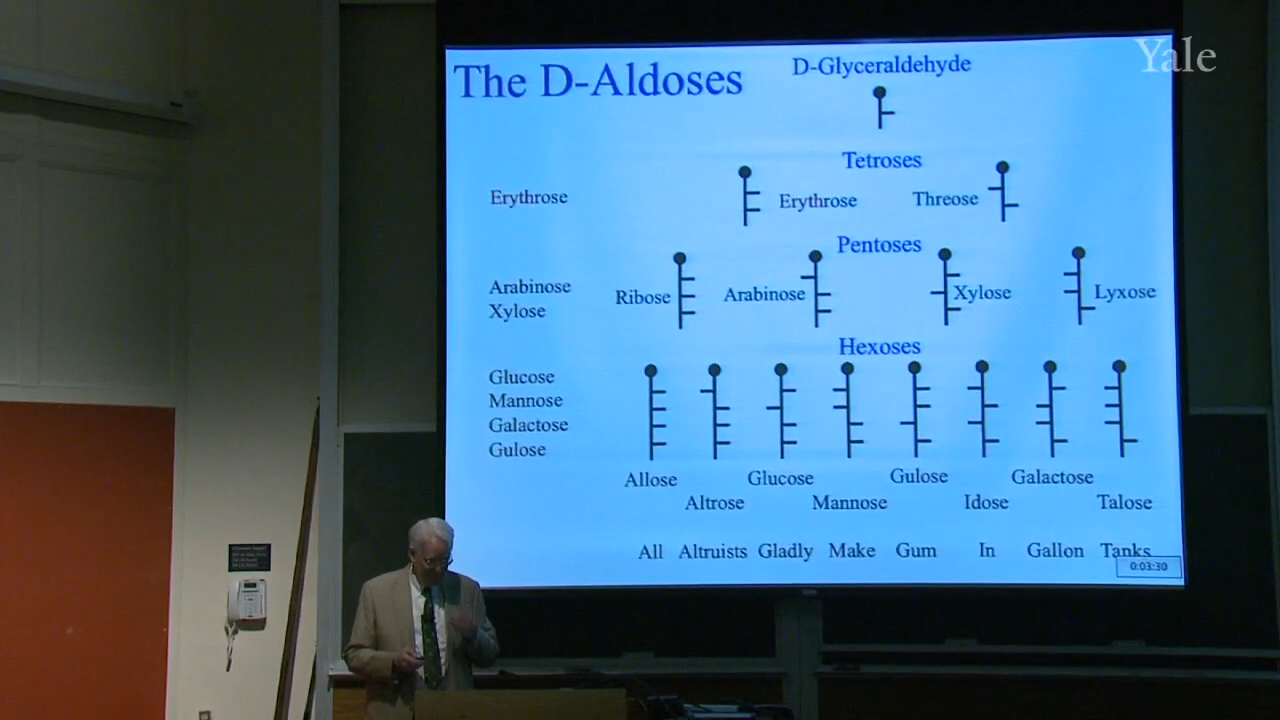 Yale
The D-Aldoses
D-Glyceraldehyde
Tetroses
Erythrose
Erythrose
Threose
Pentoses
Arabinose
Xylose
Ribose
Arabinose
Xylose
Lyxose
Hexoses
Glucose
Mannose
Galactose
Gulose
Allose
Altrose
Glucose
Mannose
Gulose
Idose
Galactose
Talose
All Altruists Gladly Make Gum In Gallon Tanks
0:03:30